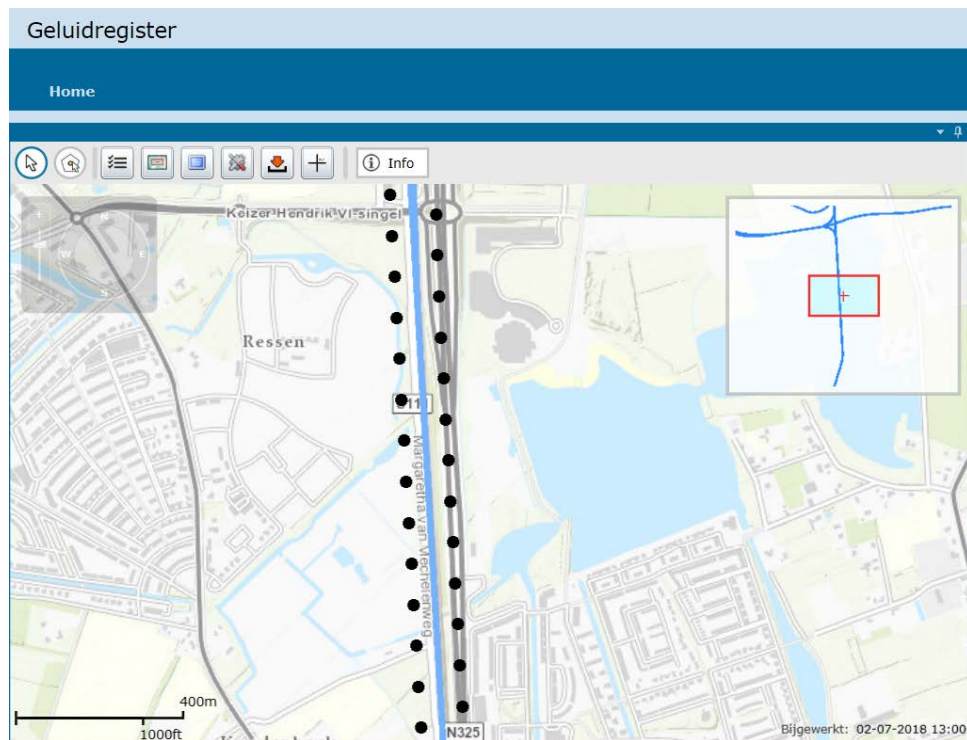 Geluidregister
Home
Info
Keizer Hendrik VI-singel
N
W
E
S
Ressen
Margaretha van Mechelenweg
400m
1000ft
N325
Bijgewerkt: 02-07-2018 13:00